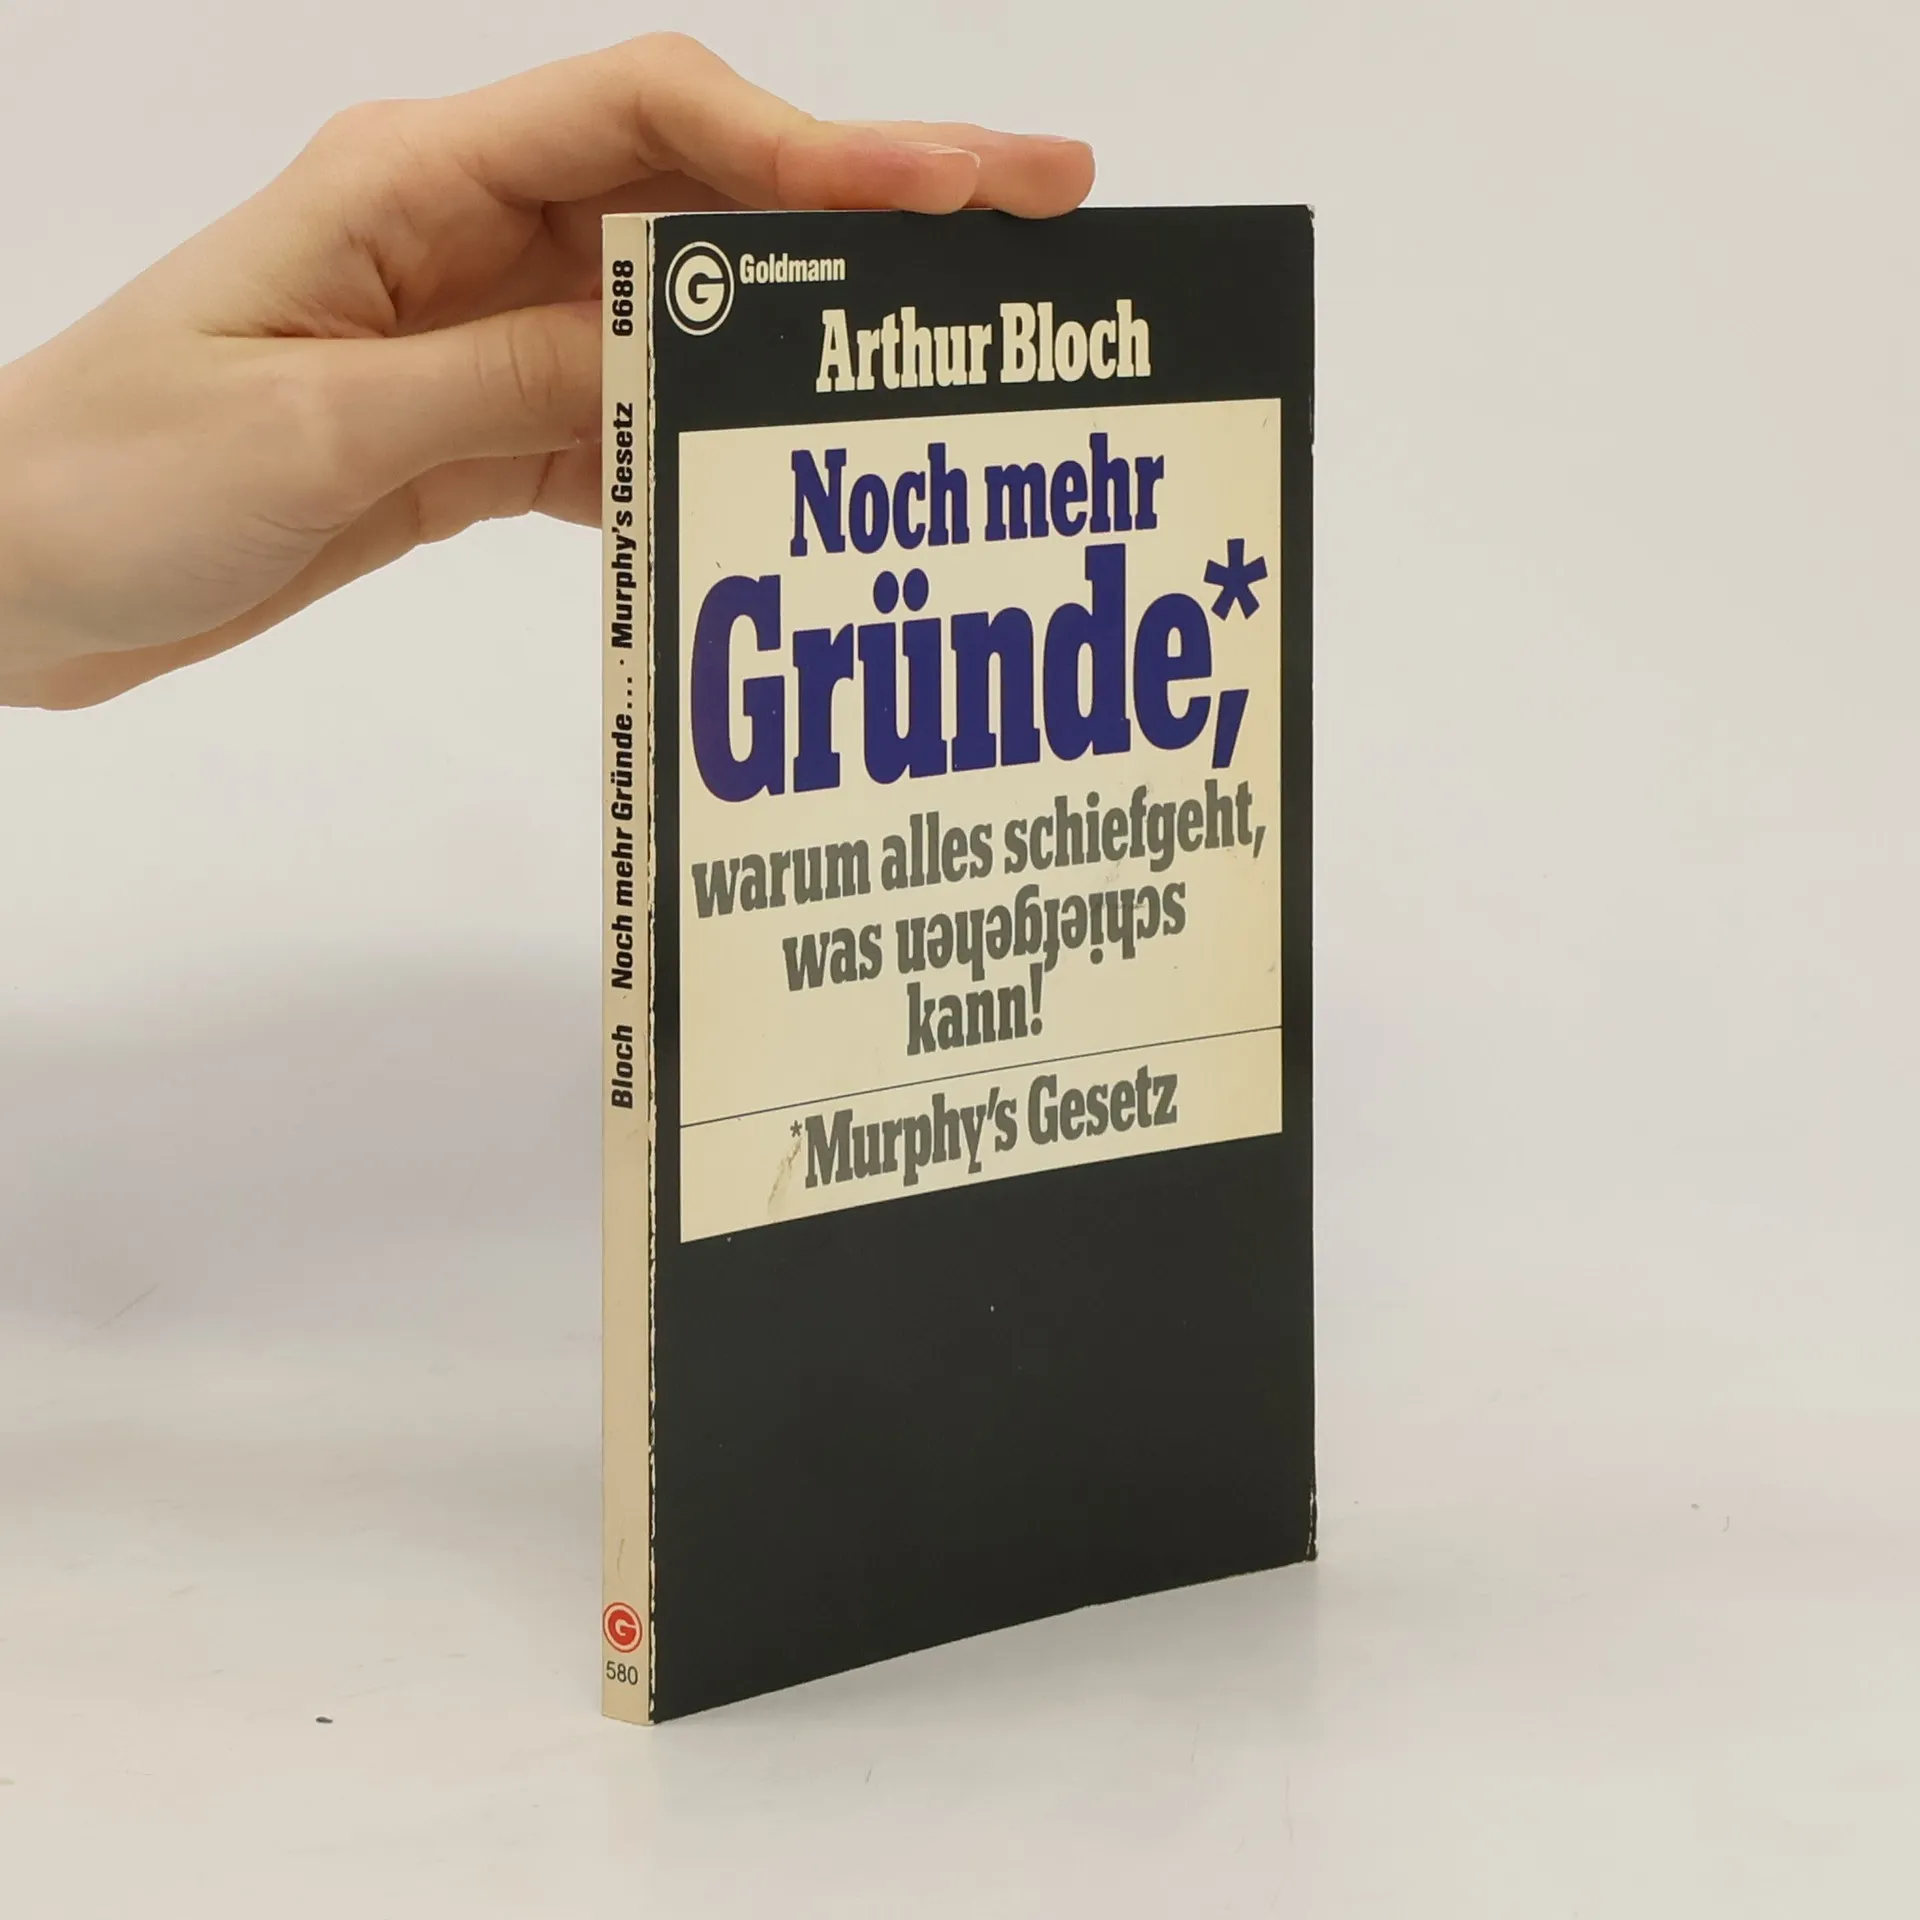 Goldmann
Arthur Bloch
Noch mehr
Gründe,*
warum alles schiefgeht,
was schiefgehen
kann!
*Murphy's Gesetz
Bloch Noch mehr Gründe... · Murphy's Gesetz 6688
G
G
580